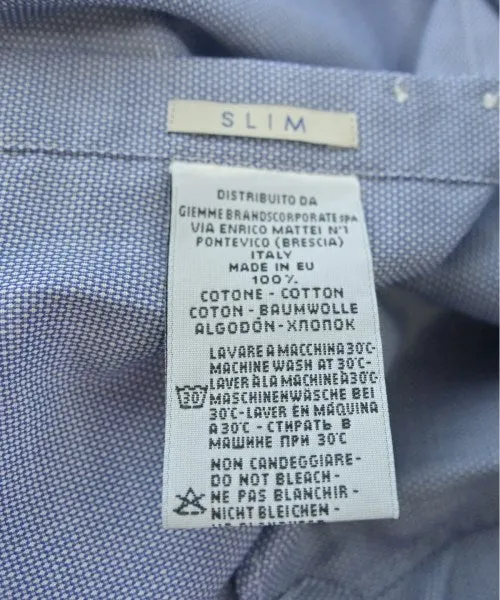 SLIM
DISTRIBUITO DA
GIEMME BRANDSCORPORATE SPA
VIA ENRICO MATTEI N°1
PONTEVICO (BRESCIA)
ITALY
MADE IN EU
100%
COTONE - COTTON
COTON - BAUMWOLLE
ALGODÓN - ХЛОПОК
LAVARE A MACCHINA 30°C-
MACHINE WASH AT 30°C-
LAVER À LA MACHINE À 30°C-
MASCHINENWÄSCHE BEI
30 30°C-LAVER EN MÁQUINA
A 30°C - СТИРАТЬ В
МАШИНЕ ПРИ 30°C
NON CANDEGGIARE-
DO NOT BLEACH -
NE PAS BLANCHIR -
NICHT BLEICHEN -